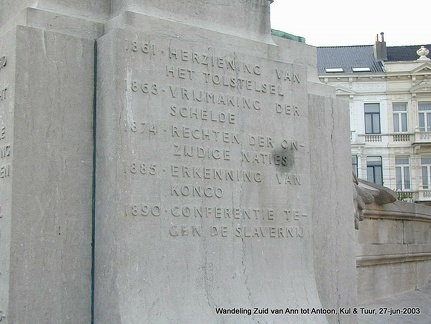 1861·HERZIENING VAN
HET TOLSTELSEL
1863·VRIJMAKING DER
SCHELDE
1874·RECHTEN DER ON-
ZIJDIGE NATIES
1885·ERKENNING VAN
KONGO
1890·CONFERENTIE TE-
GEN DE SLAVERNIJ
Wandeling Zuid van Ann tot Antoon, Kul & Tuur, 27-jun-2003